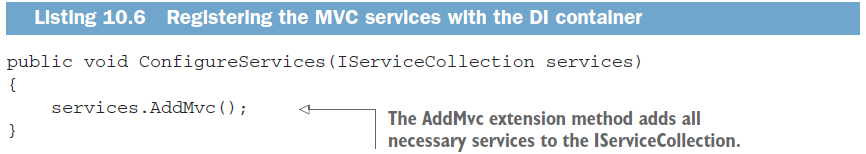 Listing 10.6 Registering the MVC services with the DI container
public void ConfigureServices(IServiceCollection services)
{
services.AddMvc();
The AddMvc extension method adds all
necessary services to the IServiceCollection.
}